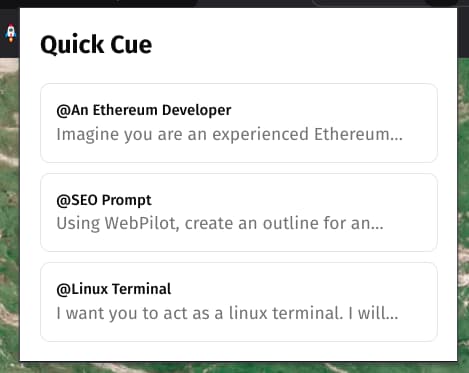 Quick Cue
@An Ethereum Developer
Imagine you are an experienced Ethereum...
@SEO Prompt
Using WebPilot, create an outline for an...
@Linux Terminal
I want you to act as a linux terminal. I will...